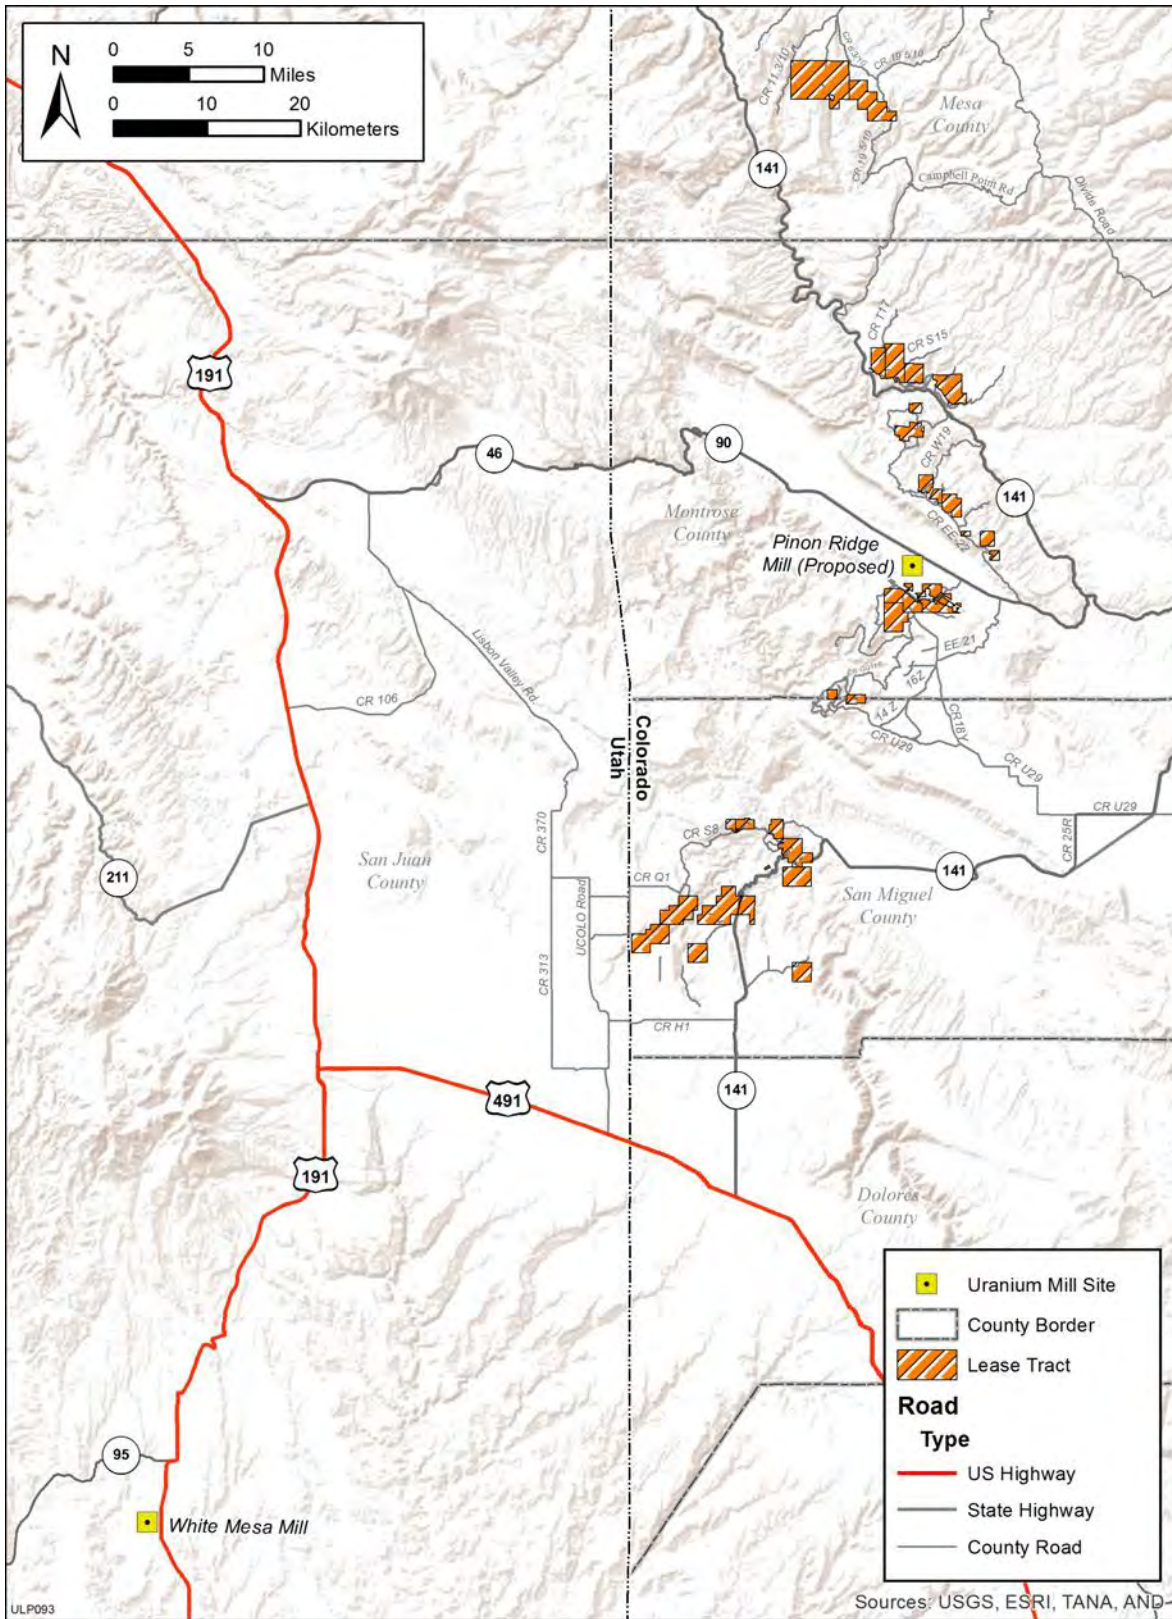 N
0 5 10
Miles
0 10 20
Kilometers
CR 11 3/10
CR 63/10
CR 19 5/10
Mesa
County
141
CR 19 5/10
Campbell Point Rd
Divide Road
191
CR T17
CR S15
46
90
CR W19
141
Montrose
County
CR EE 22
Pinon Ridge
Mill (Proposed)
EE 21
16Z
Lisbon Valley Rd.
CR 106
14 Z
CR18Y
CR U29
CR U29
CR U29
CR 25R
Colorado
Utah
CR 370
CR S8
211
San Juan
County
CR Q1
141
San Miguel
County
UCOLO Road
CR 313
CR H1
141
491
191
Dolores
County
95
White Mesa Mill
Uranium Mill Site
County Border
Lease Tract
Road
Type
US Highway
State Highway
County Road
ULP093
Sources: USGS, ESRI, TANA, AND